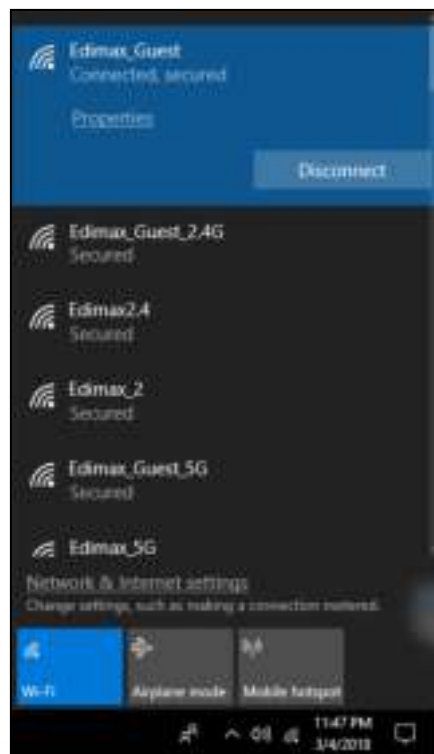 Edimax_Guest
Connected, secured
Properties
Disconnect
Edimax_Guest_2.4G
Secured
Edimax2.4
Secured
Edimax_2
Secured
Edimax_Guest_5G
Secured
Edimax_5G
Network & Internet settings
Change settings, such as making a connection metered.
Wi-Fi
Airplane mode
Mobile hotspot
11:47 PM
3/4/2018